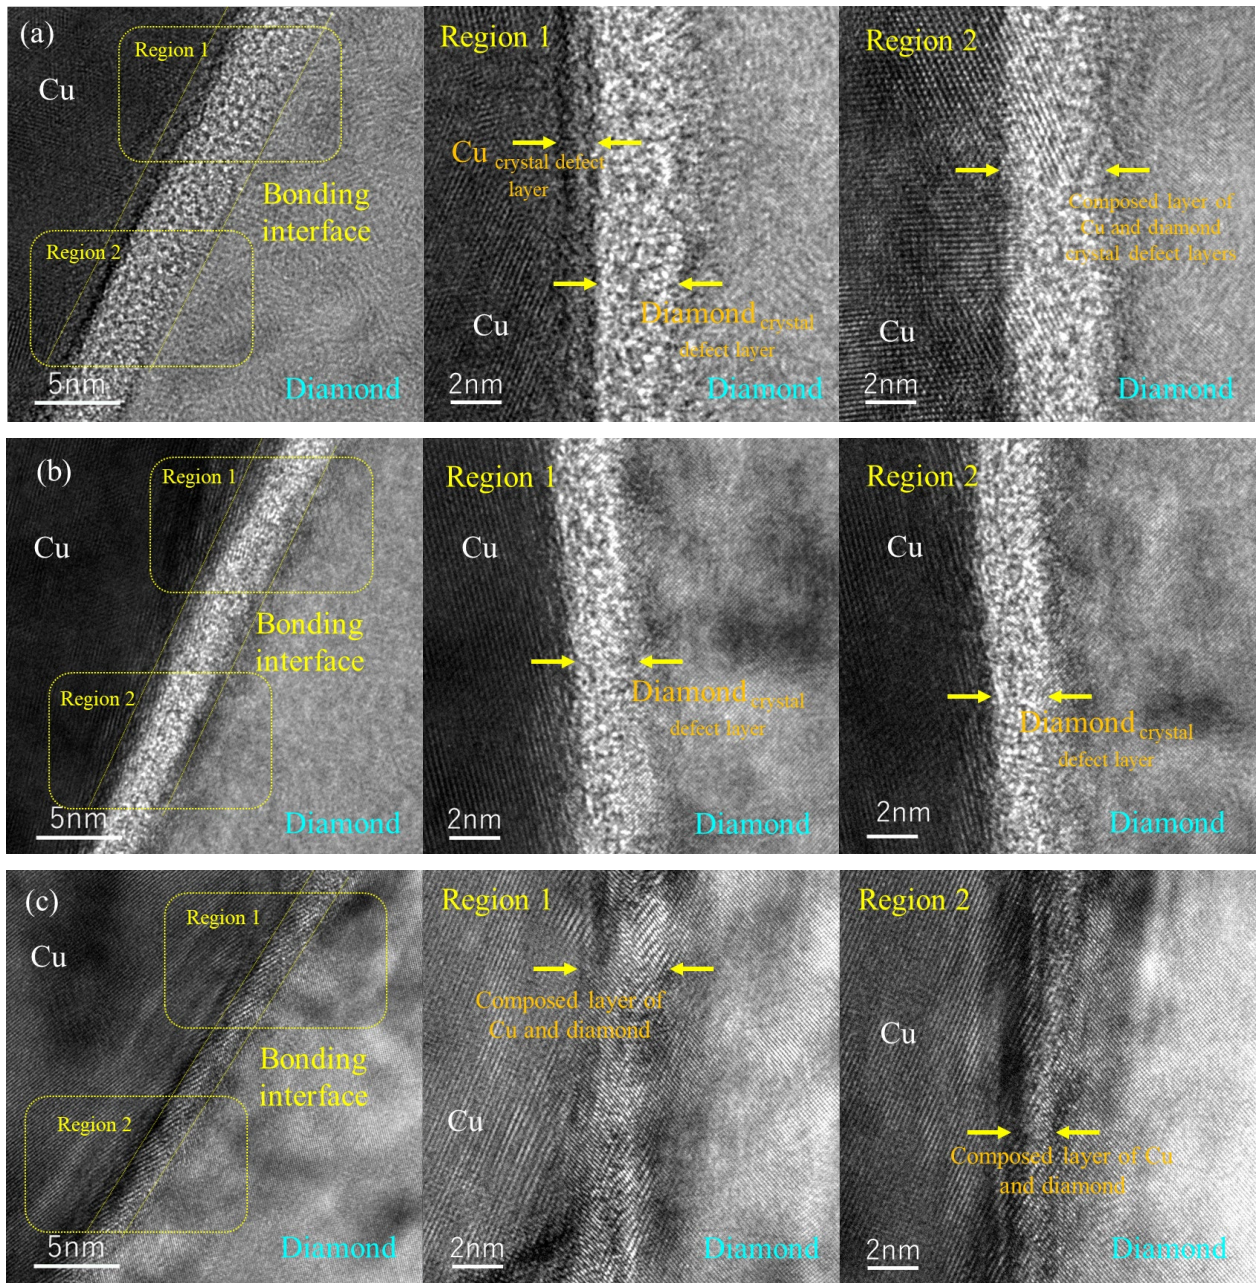 (a)
Region 1
Cu
Bonding
interface
Region 2
5nm
Diamond
Region 1
Cu crystal defect
layer
Cu
Diamond crystal
defect layer
2nm
Diamond
Region 2
Composed layer of
Cu and diamond
crystal defect layers
2nm
Diamond
(b)
Region 1
Cu
Bonding
interface
Region 2
5nm
Diamond
Region 1
Cu
Diamond crystal
defect layer
2nm
Diamond
Region 2
Cu
Diamond crystal
defect layer
2nm
Diamond
(c)
Region 1
Cu
Bonding
interface
Region 2
5nm
Diamond
Region 1
Composed layer of
Cu and diamond
Cu
2nm
Diamond
Region 2
Cu
Composed layer of Cu
and diamond
2nm
Diamond